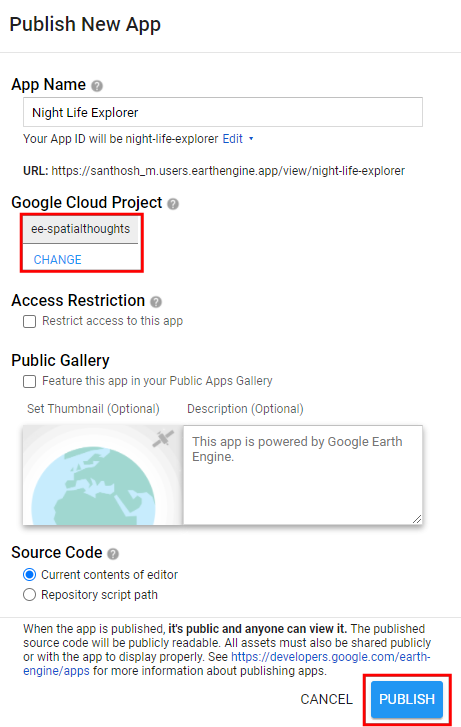 Publish New App
App Name ?
Night Life Explorer
Your App ID will be night-life-explorer Edit
URL: https://santhosh_m.users.earthengine.app/view/night-life-explorer
Google Cloud Project ?
ee-spatialthoughts
CHANGE
Access Restriction ?
Restrict access to this app
Public Gallery
Feature this app in your Public Apps Gallery
Set Thumbnail (Optional) Description (Optional)
This app is powered by Google Earth
Engine.
Source Code ?
Current contents of editor
Repository script path
When the app is published, it's public and anyone can view it. The published
source code will be publicly readable. All assets must also be shared publicly
or with the app to display properly. See https://developers.google.com/earth-
engine/apps for more information about publishing apps.
CANCEL PUBLISH